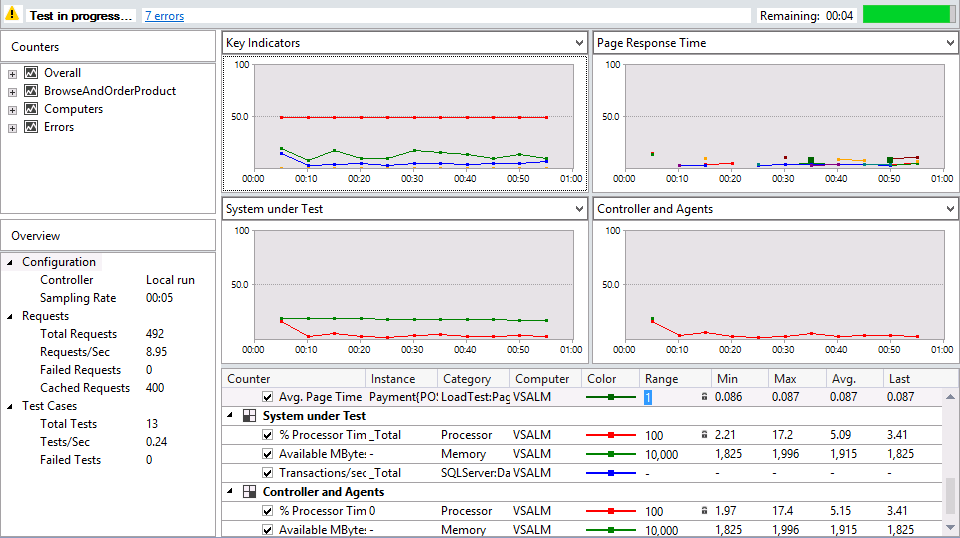 Test in progress... 7 errors Remaining: 00:04
Counters
Overall
BrowseAndOrderProduct
Computers
Errors
Overview
Configuration
Controller Local run
Sampling Rate 00:05
Requests
Total Requests 492
Requests/Sec 8.95
Failed Requests 0
Cached Requests 400
Test Cases
Total Tests 13
Tests/Sec 0.24
Failed Tests 0
Key Indicators
100
50.0
00:00 00:10 00:20 00:30 00:40 00:50 01:00
Page Response Time
100
50.0
00:00 00:10 00:20 00:30 00:40 00:50 01:00
System under Test
100
50.0
00:00 00:10 00:20 00:30 00:40 00:50 01:00
Controller and Agents
100
50.0
00:00 00:10 00:20 00:30 00:40 00:50 01:00
Counter Instance Category Computer Color Range Min Max Avg. Last
Avg. Page Time Payment{POS LoadTest:Pag VSALM 1 0.086 0.087 0.087 0.087
System under Test
% Processor Tim _Total Processor VSALM 100 2.21 17.2 5.09 3.41
Available MBytes - Memory VSALM 10,000 1,825 1,996 1,915 1,825
Transactions/sec _Total SQLServer:Da VSALM - - - - -
Controller and Agents
% Processor Tim 0 Processor VSALM 100 1.97 17.4 5.15 3.41
Available MBytes - Memory VSALM 10,000 1,825 1,996 1,915 1,825